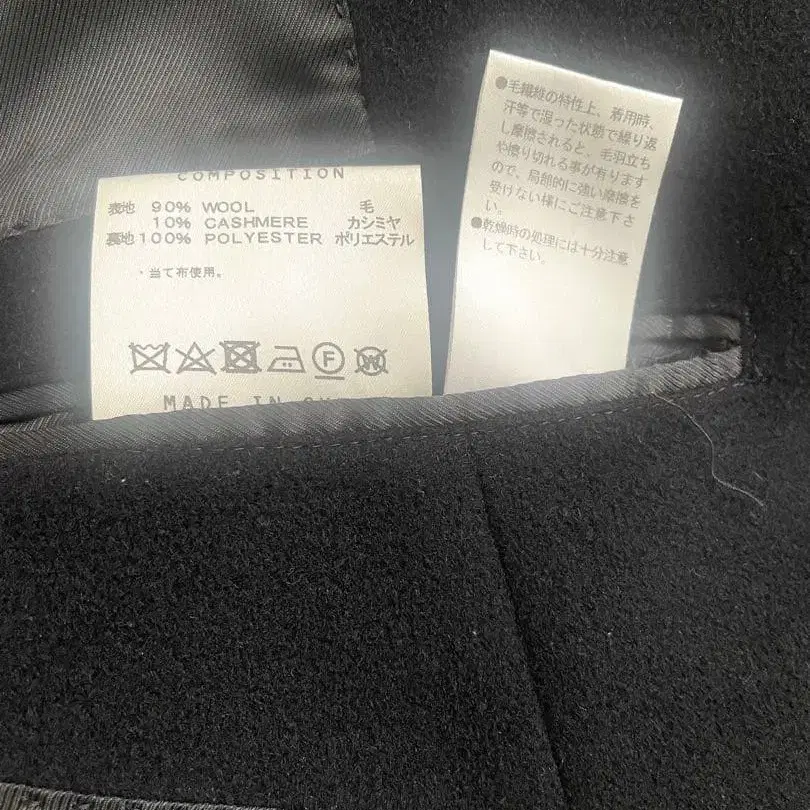 COMPOSITION
表地 90% WOOL 毛
10% CASHMERE カシミヤ
裏地 100% POLYESTER ポリエステル
・当て布使用。
F
W
MADE IN
●毛繊維の特性上、着用時、
汗等で湿った状態で繰り返
し摩擦されると、毛羽立ち
や擦り切れる事が有ります
ので、局部的に強い摩擦を
受けない様にご注意下さ
い。
●乾燥時の処理には十分注意
して下さい。